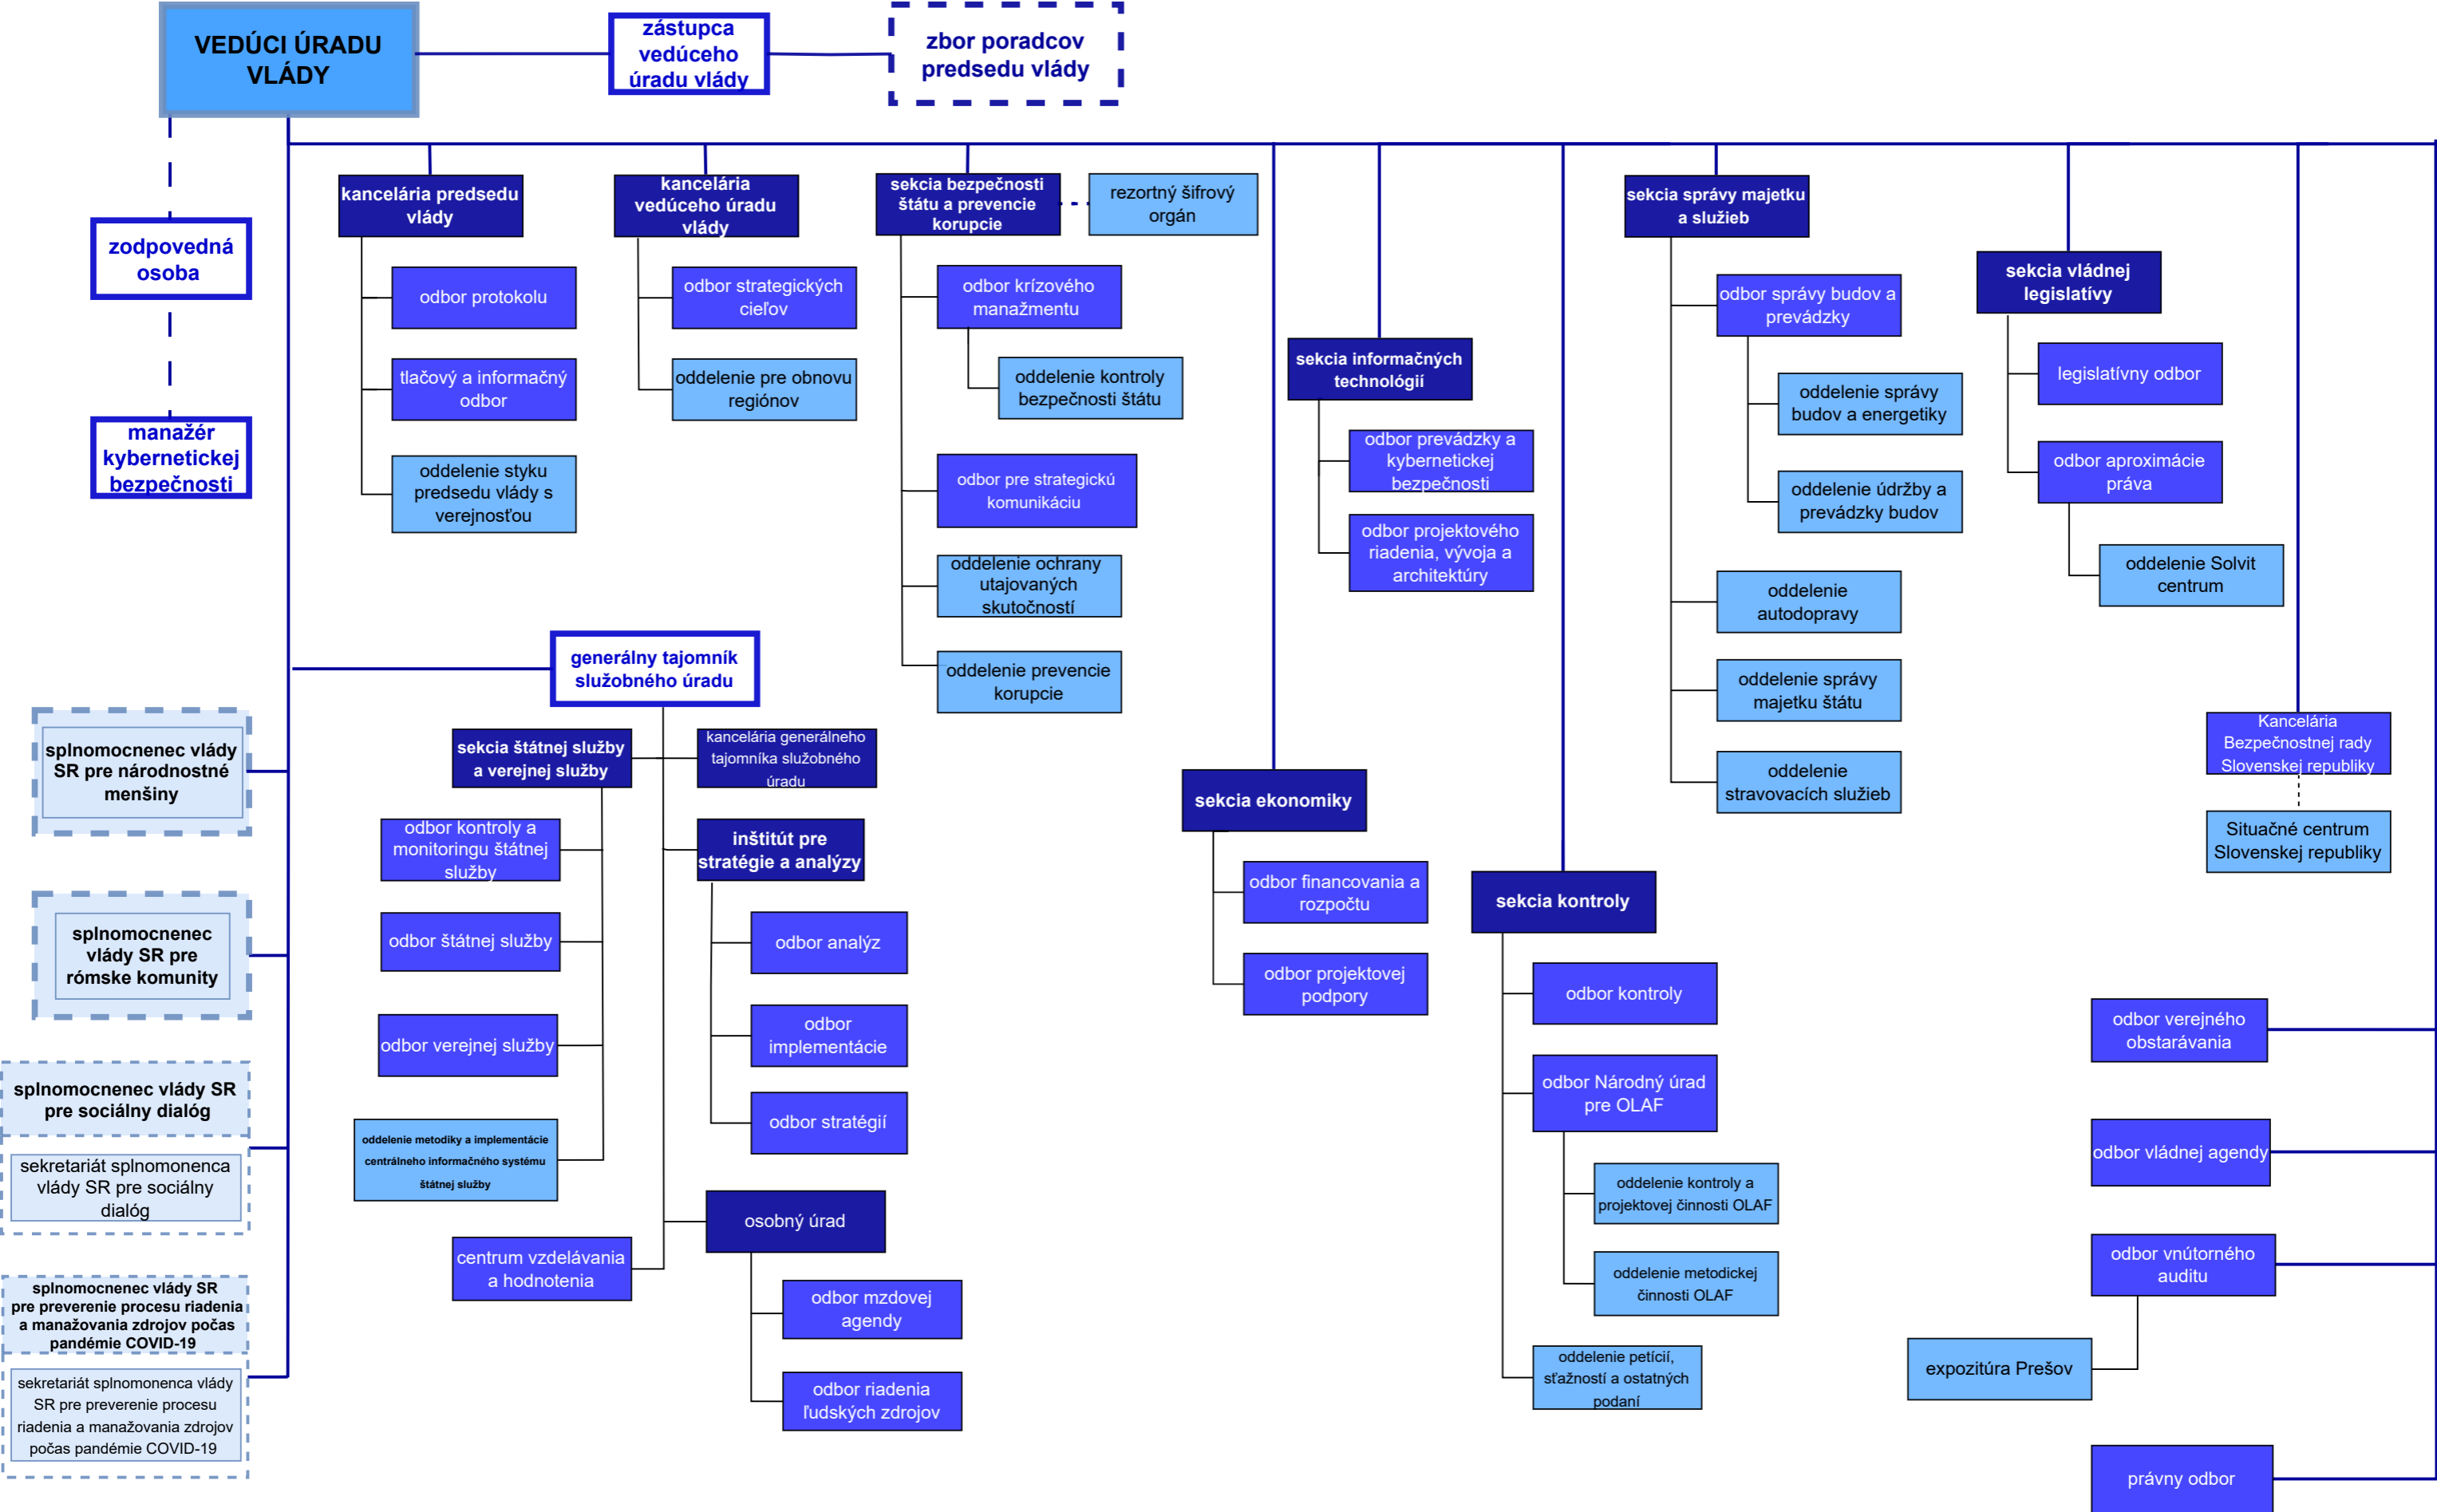 VEDÚCI ÚRADU
VLÁDY
zástupca
vedúceho
úradu vlády
zbor poradcov
predsedu vlády
zodpovedná
osoba
manažér
kybernetickej
bezpečnosti
kancelária predsedu
vlády
odbor protokolu
tlačový a informačný
odbor
oddelenie styku
predsedu vlády s
verejnosťou
kancelária
vedúceho úradu
vlády
odbor strategických
cieľov
oddelenie pre obnovu
regiónov
sekcia bezpečnosti
štátu a prevencie
korupcie
rezortný šifrový
orgán
odbor krízového
manažmentu
oddelenie kontroly
bezpečnosti štátu
odbor pre strategickú
komunikáciu
oddelenie ochrany
utajovaných
skutočností
oddelenie prevencie
korupcie
sekcia informačných
technológií
odbor prevádzky a
kybernetickej
bezpečnosti
odbor projektového
riadenia, vývoja a
architektúry
sekcia správy majetku
a služieb
odbor správy budov a
prevádzky
oddelenie správy
budov a energetiky
oddelenie údržby a
prevádzky budov
oddelenie
autodopravy
oddelenie správy
majetku štátu
oddelenie
stravovacích služieb
sekcia vládnej
legislatívy
legislatívny odbor
odbor aproximácie
práva
oddelenie Solvit
centrum
Kancelária
Bezpečnostnej rady
Slovenskej republiky
Situačné centrum
Slovenskej republiky
generálny tajomník
služobného úradu
sekcia štátnej služby
a verejnej služby
kancelária generálneho
tajomníka služobného
úradu
odbor kontroly a
monitoringu štátnej
služby
odbor štátnej služby
odbor verejnej služby
oddelenie metodiky a implementácie
centrálneho informačného systému
štátnej služby
centrum vzdelávania
a hodnotenia
inštitút pre
stratégie a analýzy
odbor analýz
odbor
implementácie
odbor stratégií
osobný úrad
odbor mzdovej
agendy
odbor riadenia
ľudských zdrojov
sekcia ekonomiky
odbor financovania a
rozpočtu
odbor projektovej
podpory
sekcia kontroly
odbor kontroly
odbor Národný úrad
pre OLAF
oddelenie kontroly a
projektovej činnosti OLAF
oddelenie metodickej
činnosti OLAF
oddelenie petícií,
sťažností a ostatných
podaní
odbor verejného
obstarávania
odbor vládnej agendy
odbor vnútorného
auditu
expozitúra Prešov
právny odbor
splnomocnenec vlády
SR pre národnostné
menšiny
splnomocnenec
vlády SR pre
rómske komunity
splnomocnenec vlády SR
pre sociálny dialóg
sekretariát splnomonenca
vlády SR pre sociálny
dialóg
splnomocnenec vlády SR
pre preverenie procesu riadenia
a manažovania zdrojov počas
pandémie COVID-19
sekretariát splnomonenca vlády
SR pre preverenie procesu
riadenia a manažovania zdrojov
počas pandémie COVID-19